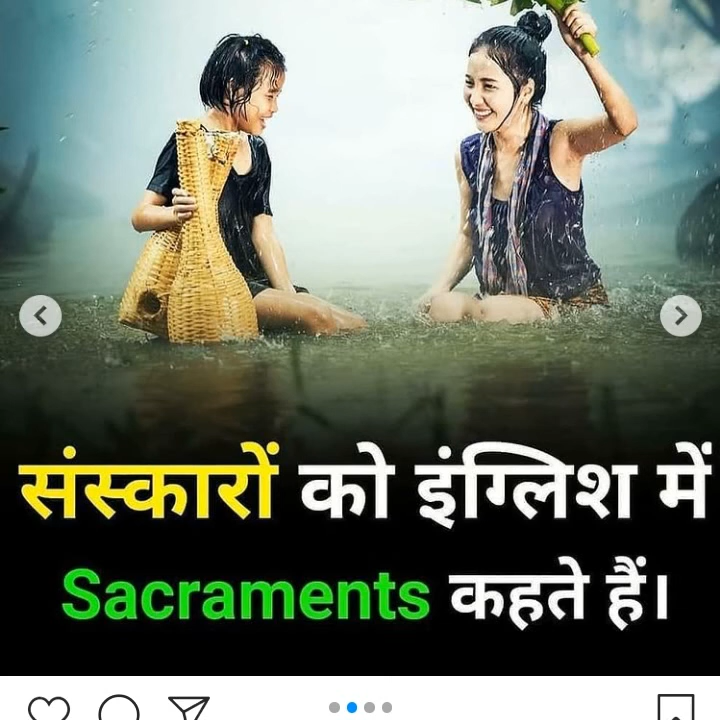 संस्कारों को इंग्लिश में
Sacraments कहते हैं।